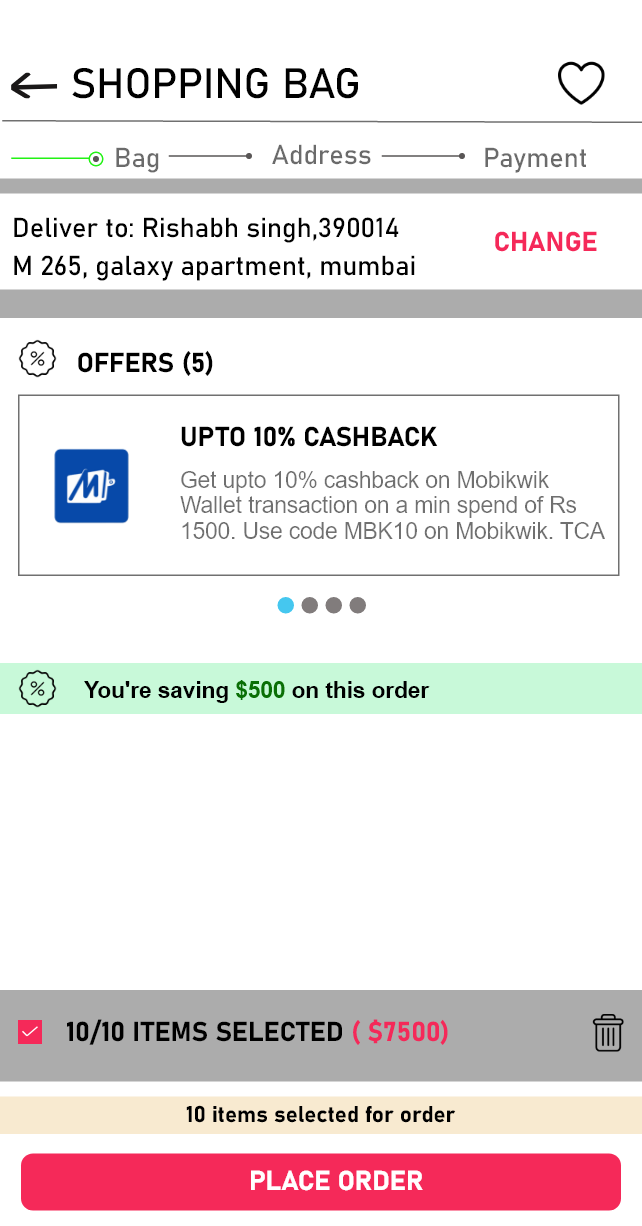 SHOPPING BAG
Bag Address Payment
Deliver to: Rishabh singh,390014
CHANGE
M 265, galaxy apartment, mumbai
%
OFFERS (5)
UPTO 10% CASHBACK
M
Get upto 10% cashback on Mobikwik
Wallet transaction on a min spend of Rs
1500. Use code MBK10 on Mobikwik. TCA
%
You're saving $500 on this order
10/10 ITEMS SELECTED ( $7500)
10 items selected for order
PLACE ORDER